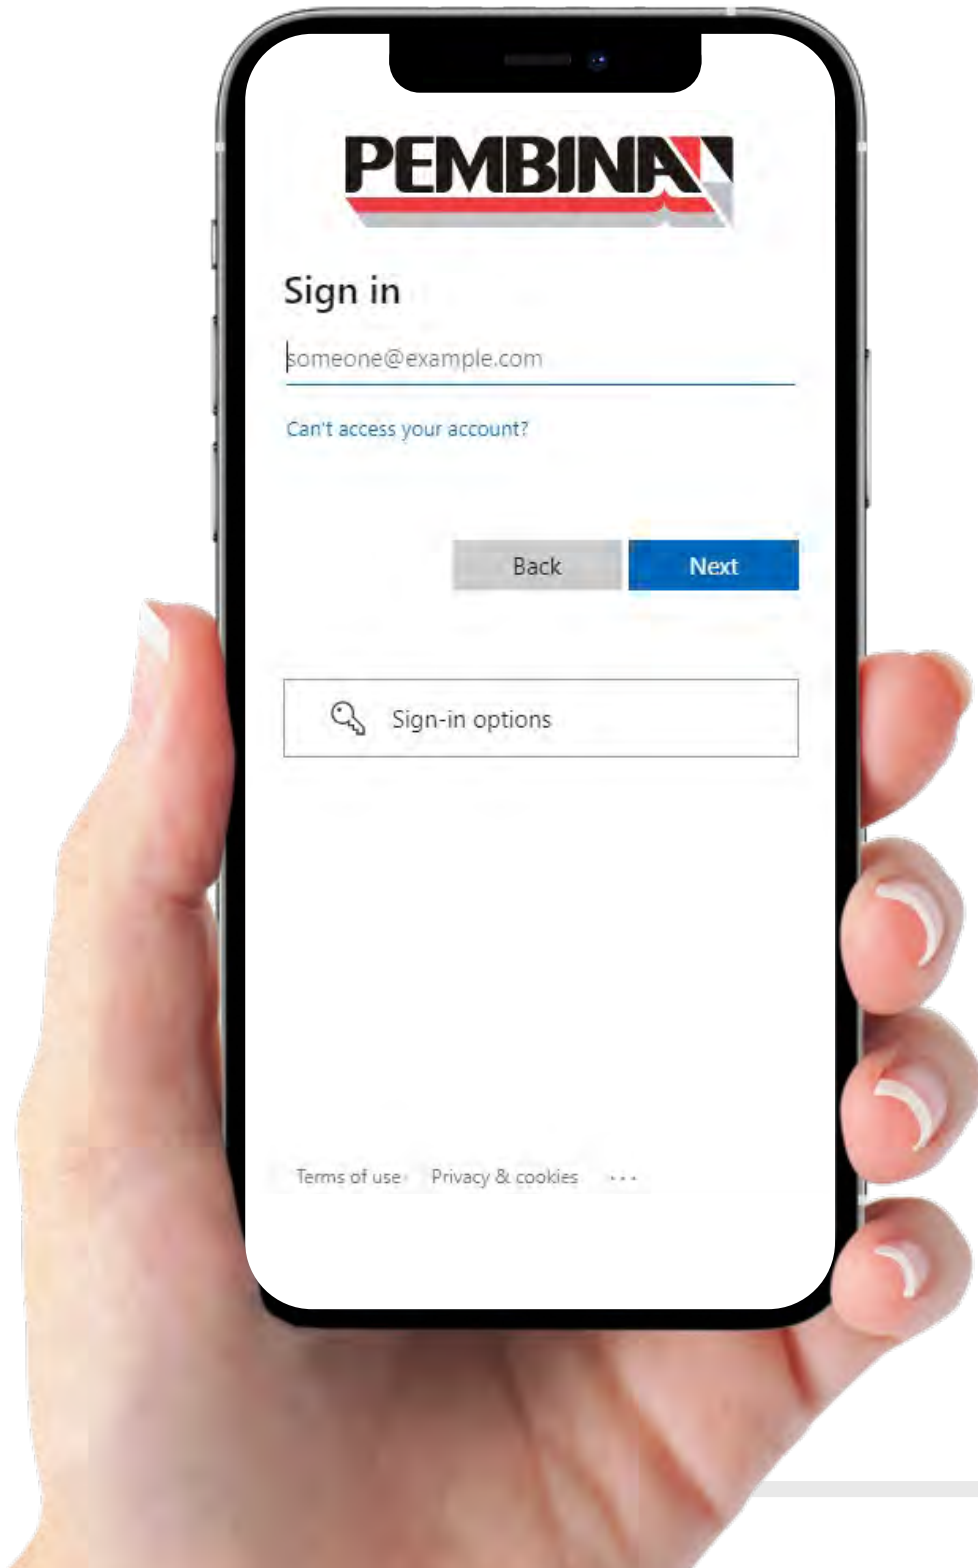 PEMBINA
Sign in
someone@example.com
Can't access your account?
Back Next
Sign-in options
Terms of use Privacy & cookies ...